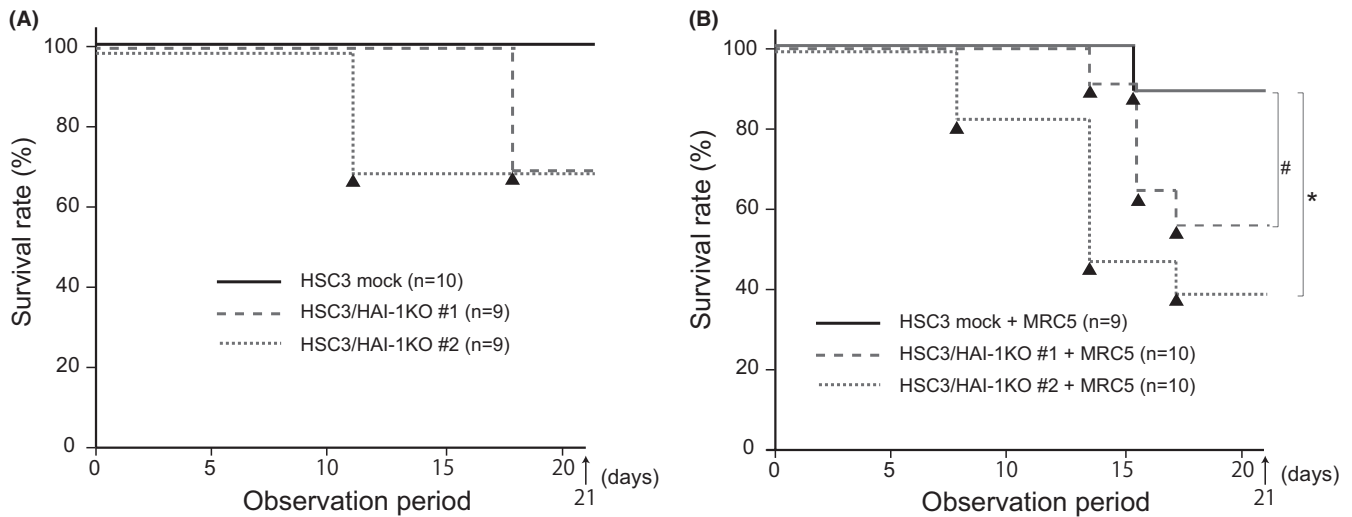 (A)
Survival rate (%)
100
80
60
40
20
0
HSC3 mock (n=10)
HSC3/HAI-1KO #1 (n=9)
HSC3/HAI-1KO #2 (n=9)
0 5 10 15 20
21
(days)
Observation period
(B)
Survival rate (%)
100
80
60
40
20
0
#
*
HSC3 mock + MRC5 (n=9)
HSC3/HAI-1KO #1 + MRC5 (n=10)
HSC3/HAI-1KO #2 + MRC5 (n=10)
0 5 10 15 20
21
(days)
Observation period